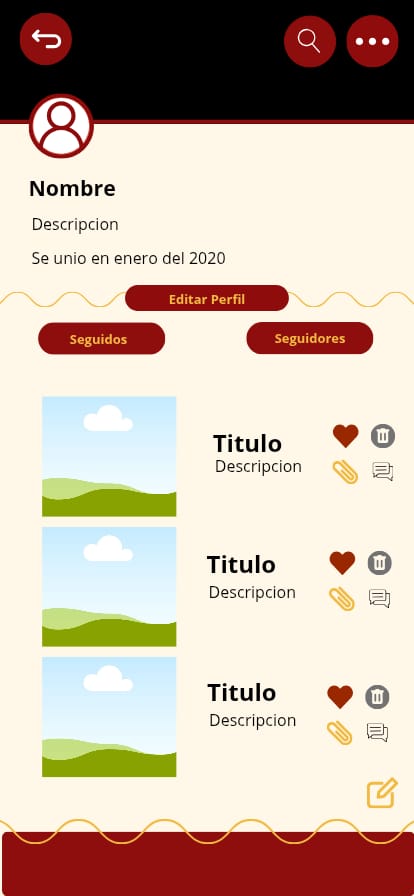 Nombre
Descripcion
Se unio en enero del 2020
Editar Perfil
Seguidos
Seguidores
Titulo
Descripcion
Titulo
Descripcion
Titulo
Descripcion